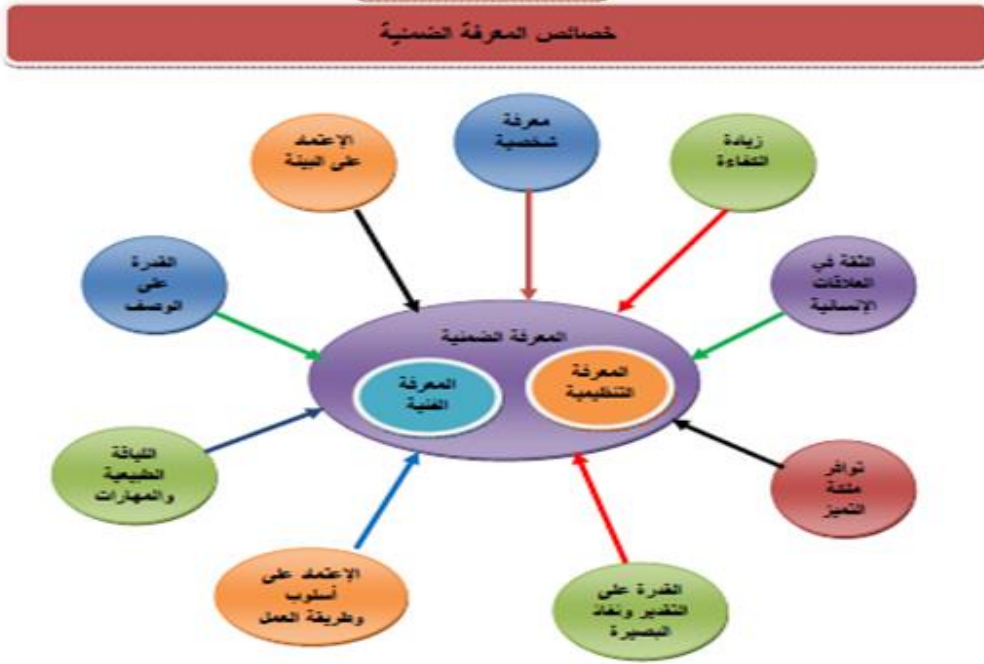 خصائص المعرفة الضمنية
معرفة
شخصية
زيادة
الكفاءة
الإعتماد
على البيئة
الثقة في
العلاقات
الإنسانية
القدرة
على
الوصف
المعرفة الضمنية
المعرفة
التنظيمية
المعرفة
الفنية
توافر
ملكة
التميز
اللياقة
الطبيعية
والمهارات
القدرة على
التقدير ونفاذ
البصيرة
الإعتماد على
أسلوب
وطريقة العمل